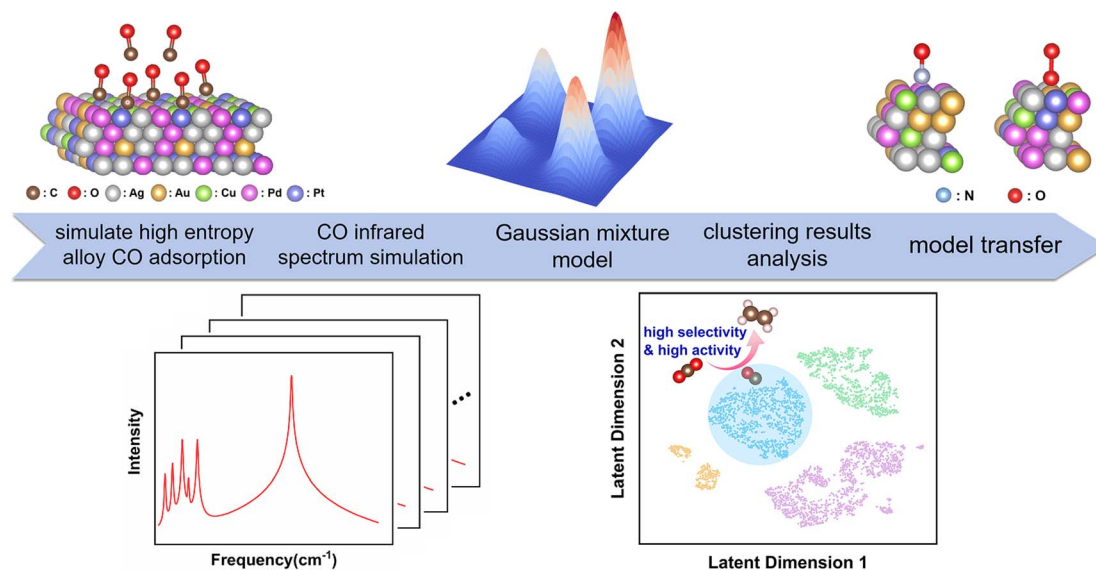 : C : O : Ag : Au : Cu : Pd : Pt
: N : O
simulate high entropy
alloy CO adsorption
CO infrared
spectrum simulation
Gaussian mixture
model
clustering results
analysis
model transfer
Intensity
Frequency(cm⁻¹)
high selectivity
& high activity
Latent Dimension 2
Latent Dimension 1